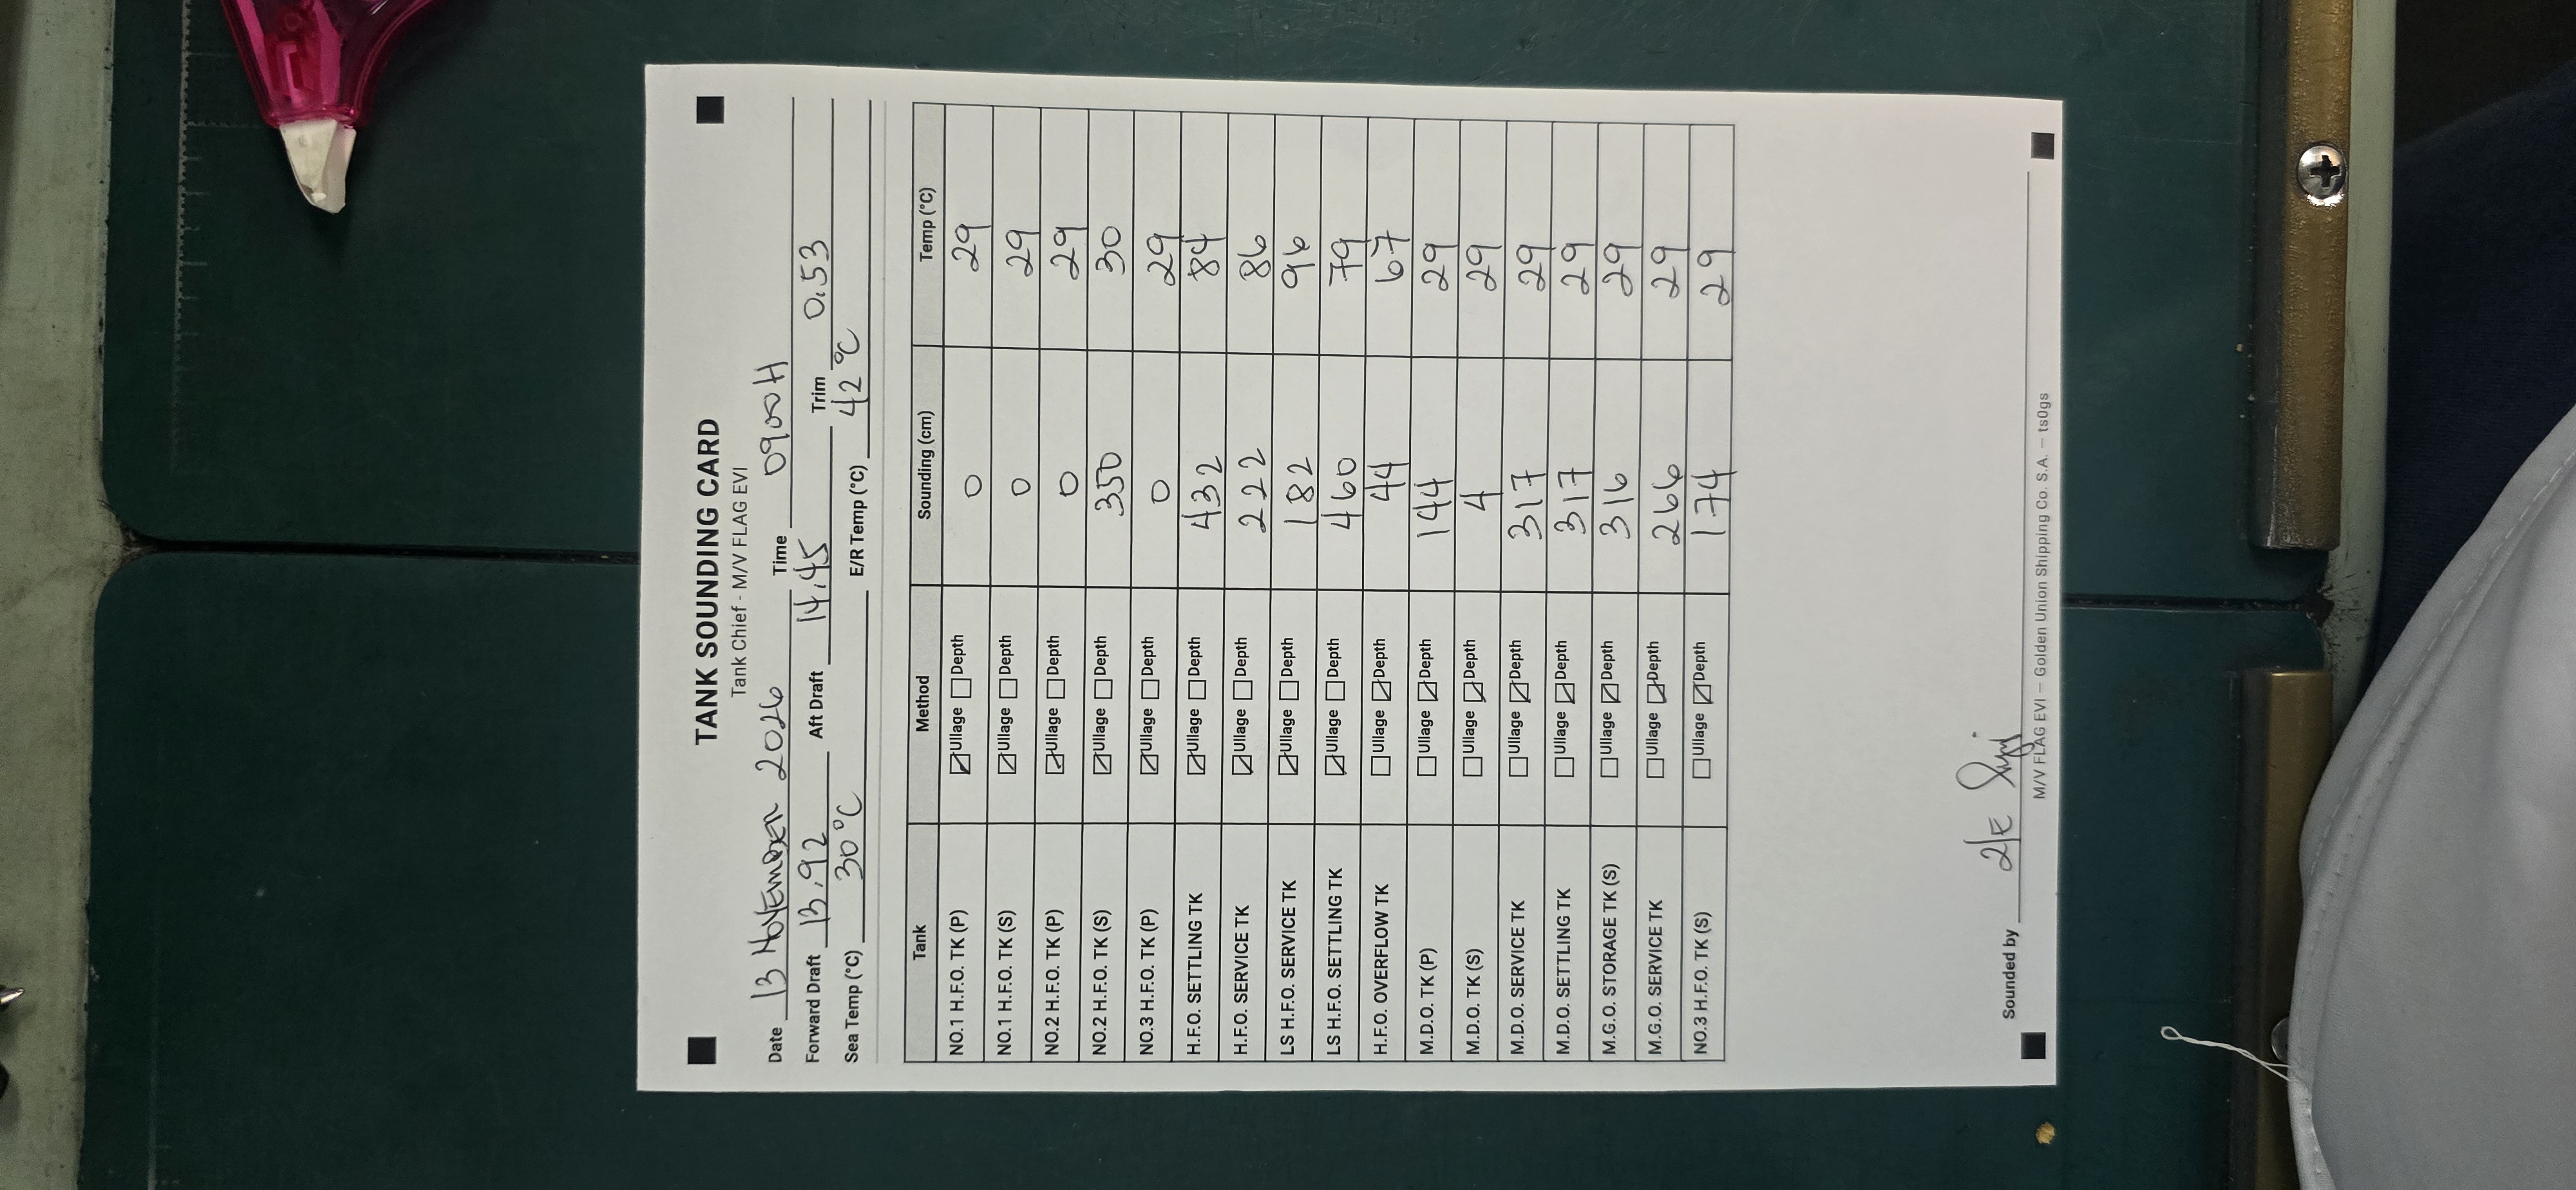 TANK SOUNDING CARD
Tank Chief - M/V FLAG EVI
Date 13 NOVEMBER 2026 Time 0900H
Forward Draft 13.92 Aft Draft 14.45 Trim 0.53
Sea Temp (°C) 30°C E/R Temp (°C) 42°C
Tank Method Sounding (cm) Temp (°C)
NO.1 H.F.O. TK (P) Ullage Depth 0 29
NO.1 H.F.O. TK (S) Ullage Depth 0 29
NO.2 H.F.O. TK (P) Ullage Depth 0 29
NO.2 H.F.O. TK (S) Ullage Depth 350 30
NO.3 H.F.O. TK (P) Ullage Depth 0 29
H.F.O. SETTLING TK Ullage Depth 432 84
H.F.O. SERVICE TK Ullage Depth 222 86
LS H.F.O. SERVICE TK Ullage Depth 182 96
LS H.F.O. SETTLING TK Ullage Depth 460 79
H.F.O. OVERFLOW TK Ullage Depth 44 67
M.D.O. TK (P) Ullage Depth 144 29
M.D.O. TK (S) Ullage Depth 4 29
M.D.O. SERVICE TK Ullage Depth 317 29
M.D.O. SETTLING TK Ullage Depth 317 29
M.G.O. STORAGE TK (S) Ullage Depth 316 29
M.G.O. SERVICE TK Ullage Depth 266 29
NO.3 H.F.O. TK (S) Ullage Depth 174 29
Sounded by 2/E
M/V FLAG EVI — Golden Union Shipping Co. S.A. — ts0gs